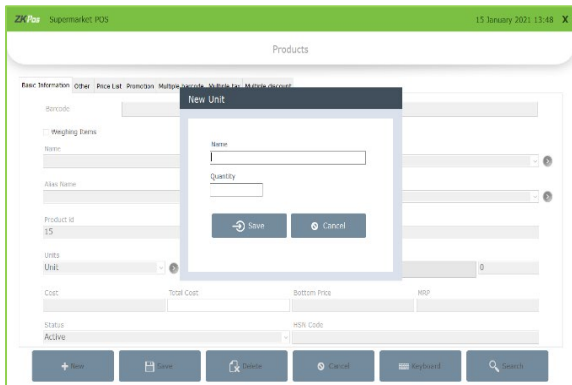 ZKPos Supermarket POS 15 January 2021 13:48 X
Products
Basic Information Other Price List Promotion Multiple barcode Multiple tax Multiple discount
New Unit
Barcode
Weighing Items
Name
Name
Quantity
Alias Name
Save Cancel
Product Id
15
Units
Unit 0
Cost Total Cost Bottom Price MRP
Status HSN Code
Active
New Save Delete Cancel Keyboard Search